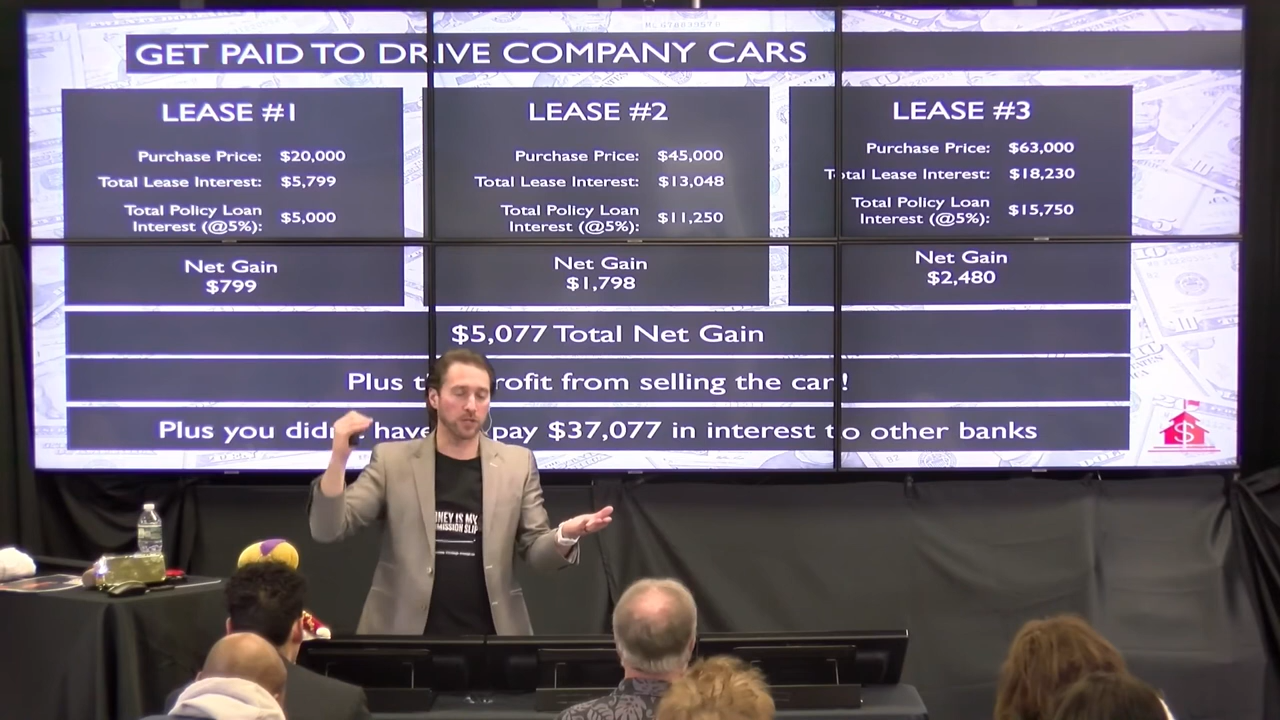 GET PAID TO DRIVE COMPANY CARS
LEASE #1
Purchase Price: $20,000
Total Lease Interest: $5,799
Total Policy Loan
Interest (@5%): $5,000
Net Gain
$799
LEASE #2
Purchase Price: $45,000
Total Lease Interest: $13,048
Total Policy Loan
Interest (@5%): $11,250
Net Gain
$1,798
LEASE #3
Purchase Price: $63,000
Total Lease Interest: $18,230
Total Policy Loan
Interest (@5%): $15,750
Net Gain
$2,480
$5,077 Total Net Gain
Plus from selling the car!
Plus you have pay $37,077 in interest to other banks
$
IS MY